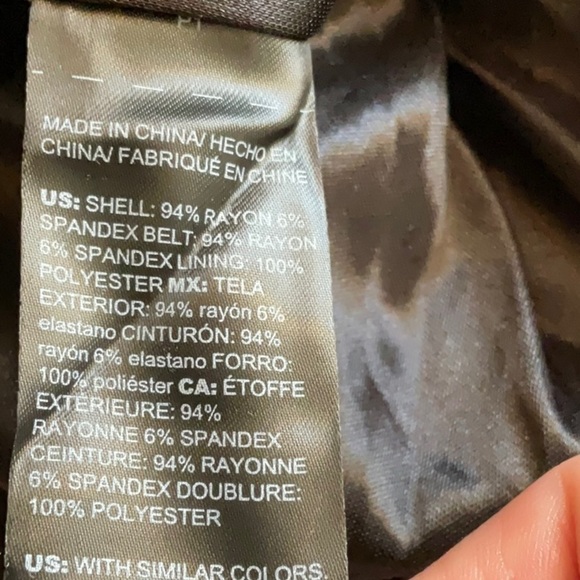 MADE IN CHINA/ HECHO EN
CHINA/ FABRIQUÉ EN CHINE
US: SHELL: 94% RAYON 6%
SPANDEX BELT: 94% RAYON
6% SPANDEX LINING: 100%
POLYESTER MX: TELA
EXTERIOR: 94% rayón 6%
elastano CINTURÓN: 94%
rayón 6% elastano FORRO:
100% poliéster CA: ÉTOFFE
EXTÉRIEURE: 94%
RAYONNE 6% SPANDEX
CEINTURE: 94% RAYONNE
6% SPANDEX DOUBLURE:
100% POLYESTER
US: WITH SIMILAR COLORS.